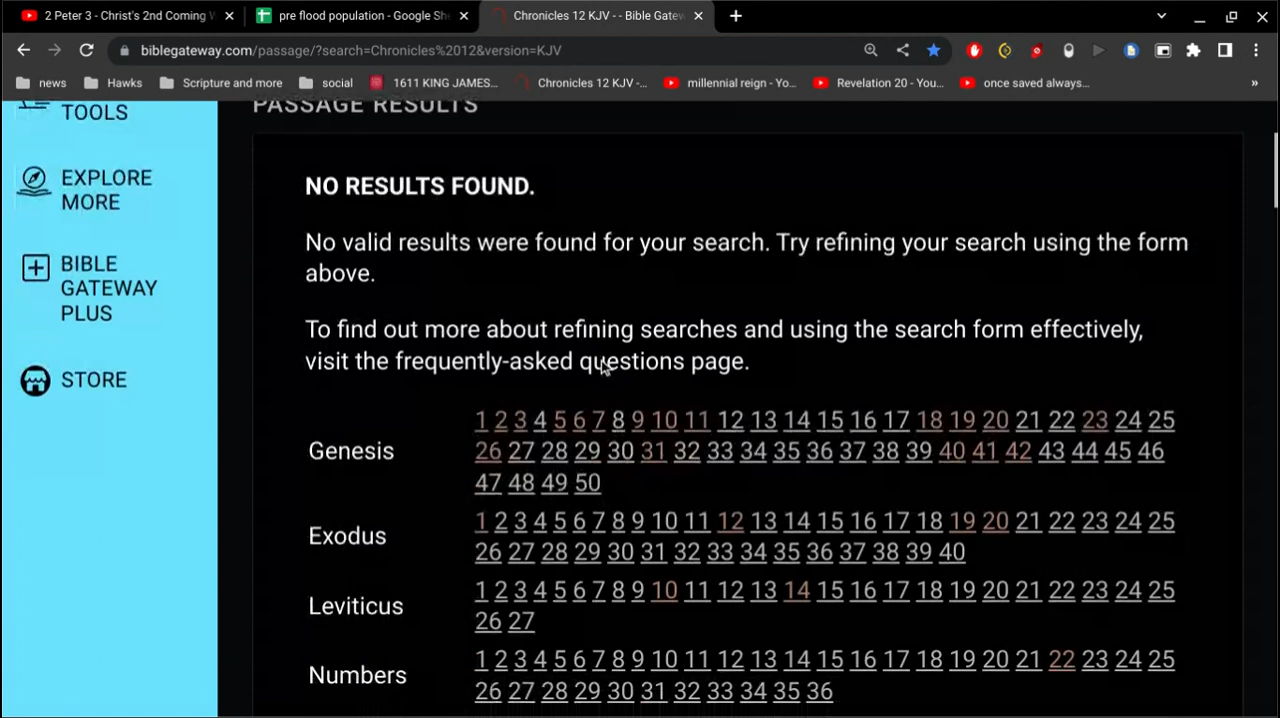 2 Peter 3 - Christ's 2nd Coming
pre flood population - Google She
Chronicles 12 KJV - - Bible Gatew
biblegateway.com/passage/?search=Chronicles%2012&version=KJV
news Hawks Scripture and more social 1611 KING JAMES... Chronicles 12 KJV -... millennial reign - Yo... Revelation 20 - You... once saved always... »
TOOLS
EXPLORE
MORE
BIBLE
GATEWAY
PLUS
STORE
PASSAGE RESULTS
NO RESULTS FOUND.
No valid results were found for your search. Try refining your search using the form
above.
To find out more about refining searches and using the search form effectively,
visit the frequently-asked questions page.
Genesis
1 2 3 4 5 6 7 8 9 10 11 12 13 14 15 16 17 18 19 20 21 22 23 24 25
26 27 28 29 30 31 32 33 34 35 36 37 38 39 40 41 42 43 44 45 46
47 48 49 50
Exodus
1 2 3 4 5 6 7 8 9 10 11 12 13 14 15 16 17 18 19 20 21 22 23 24 25
26 27 28 29 30 31 32 33 34 35 36 37 38 39 40
Leviticus
1 2 3 4 5 6 7 8 9 10 11 12 13 14 15 16 17 18 19 20 21 22 23 24 25
26 27
Numbers
1 2 3 4 5 6 7 8 9 10 11 12 13 14 15 16 17 18 19 20 21 22 23 24 25
26 27 28 29 30 31 32 33 34 35 36